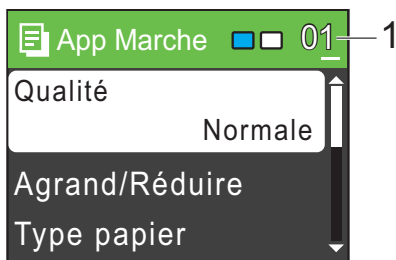 App Marche 01 1
Qualité
Normale
Agrand/Réduire
Type papier